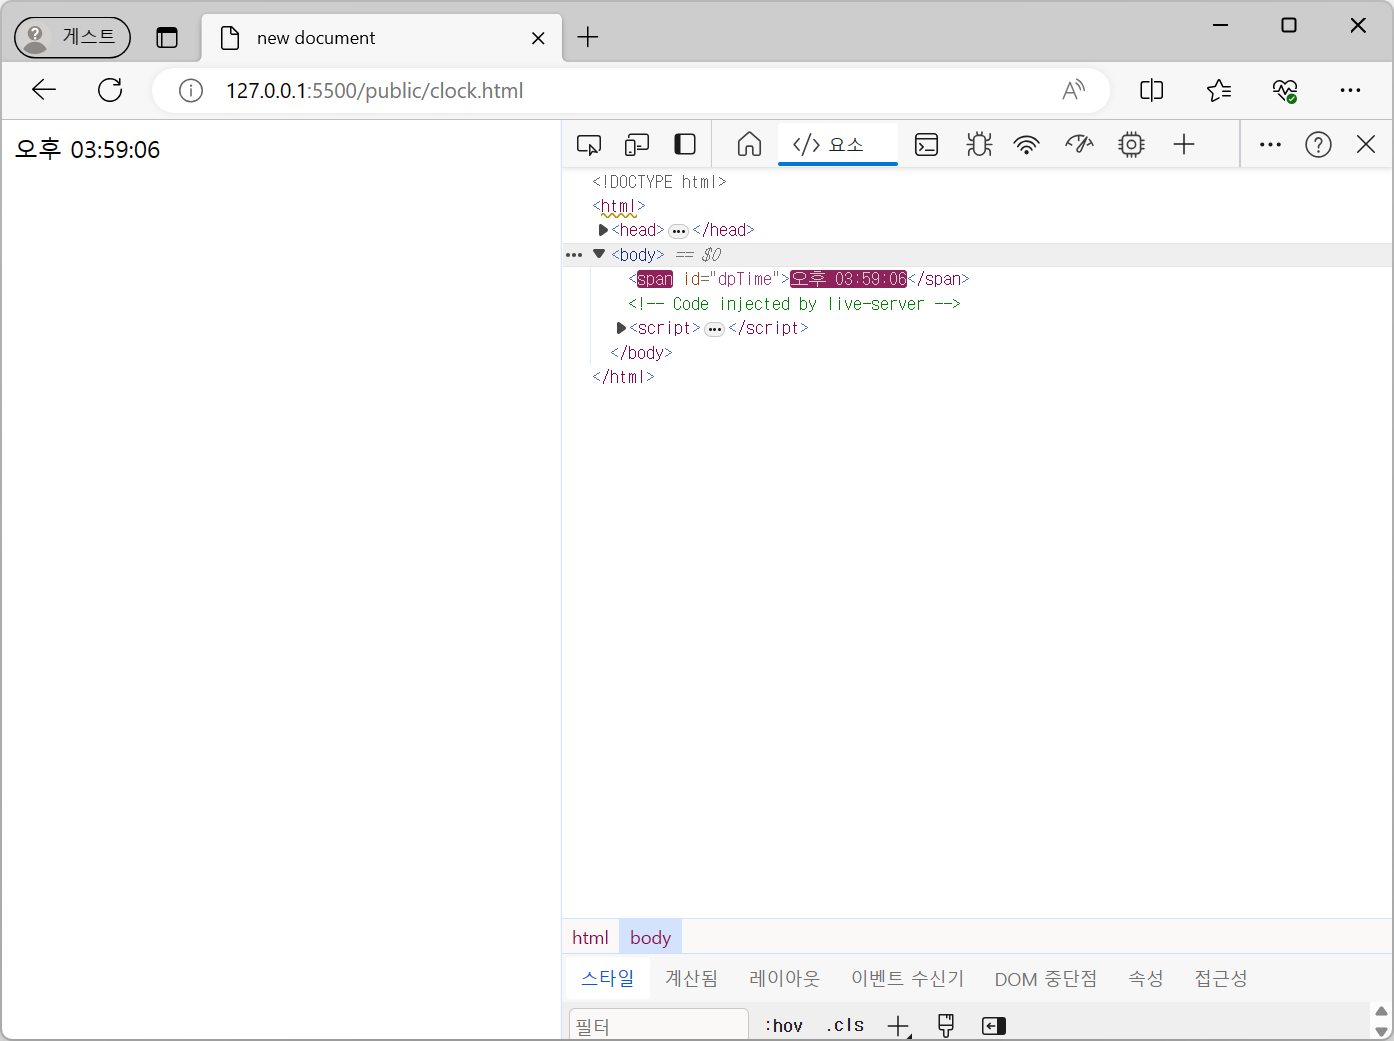 게스트
new document
127.0.0.1:5500/public/clock.html
오후 03:59:06
요소
<!DOCTYPE html>
<html>
<head> ••• </head>
<body> == $0
<span id="dpTime">오후 03:59:06</span>
<!-- Code injected by live-server -->
<script> ••• </script>
</body>
</html>
html body
스타일 계산됨 레이아웃 이벤트 수신기 DOM 중단점 속성 접근성
필터 :hov .cls